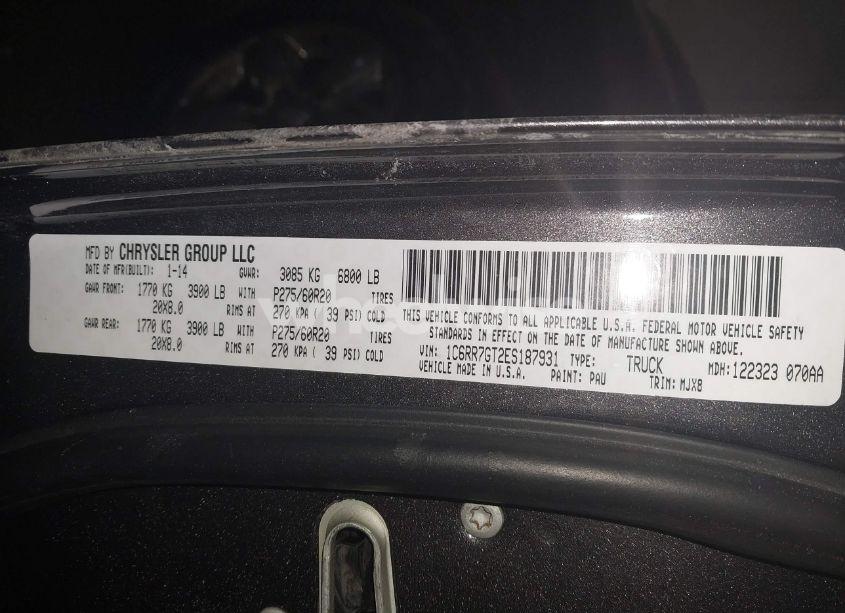 MFD BY CHRYSLER GROUP LLC
DATE OF MFR(BUILT): 1-14 GVWR: 3085 KG 6800 LB
GAWR FRONT: 1770 KG 3900 LB WITH P275/60R20 TIRES
20X8.0 RIMS AT 270 KPA ( 39 PSI) COLD
GAWR REAR: 1770 KG 3900 LB WITH P275/60R20 TIRES
20X8.0 RIMS AT 270 KPA ( 39 PSI) COLD
THIS VEHICLE CONFORMS TO ALL APPLICABLE U.S.A. FEDERAL MOTOR VEHICLE SAFETY
STANDARDS IN EFFECT ON THE DATE OF MANUFACTURE SHOWN ABOVE.
VIN: 1C6RR7GT2ES187931 TYPE: TRUCK MDH: 122323 070AA
VEHICLE MADE IN U.S.A. PAINT: PAU TRIM: MJX8